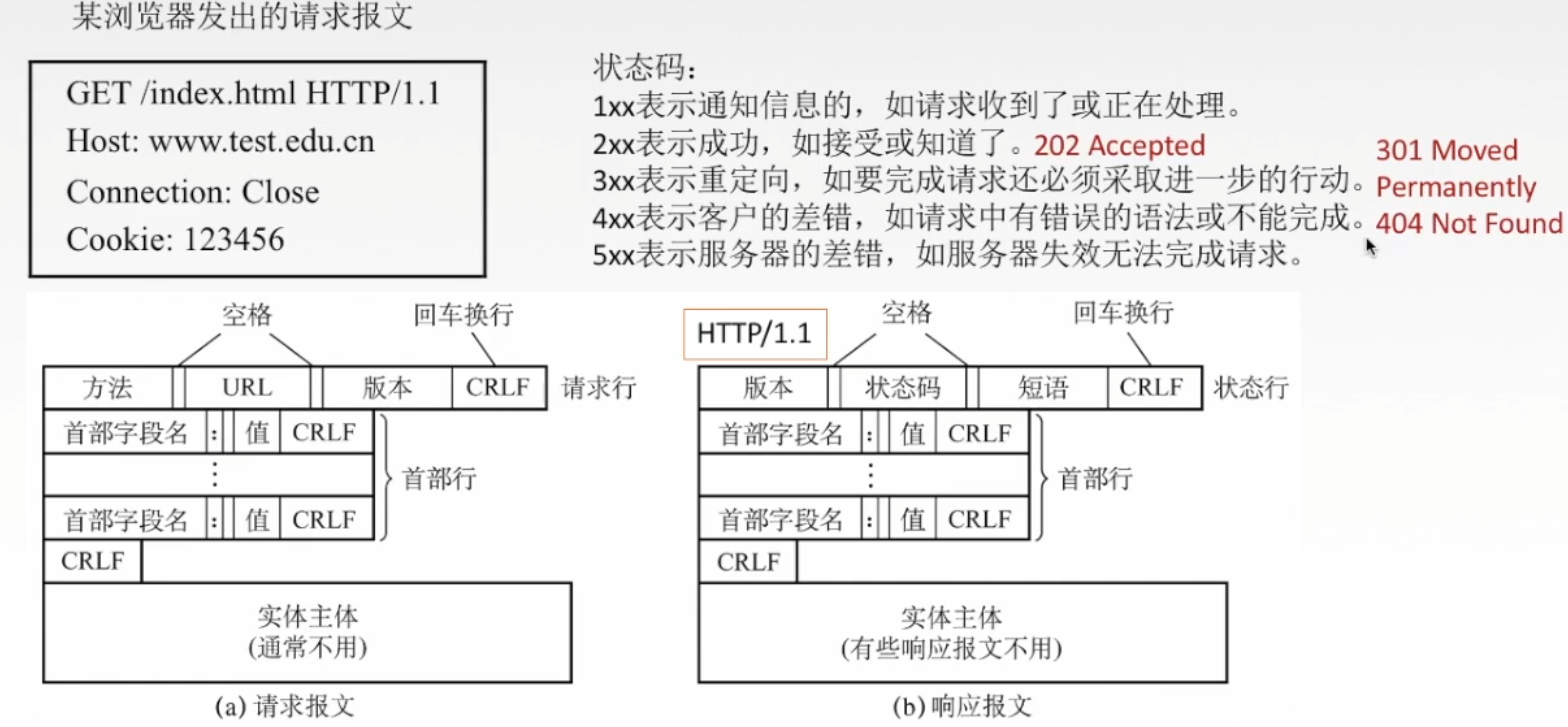 某浏览器发出的请求报文
GET /index.html HTTP/1.1
Host: www.test.edu.cn
Connection: Close
Cookie: 123456
状态码：
1xx表示通知信息的，如请求收到了或正在处理。
2xx表示成功，如接受或知道了。202 Accepted
3xx表示重定向，如要完成请求还必须采取进一步的行动。
4xx表示客户的差错，如请求中有错误的语法或不能完成。
5xx表示服务器的差错，如服务器失效无法完成请求。
301 Moved
Permanently
404 Not Found
空格 回车换行
方法 URL 版本 CRLF 请求行
首部字段名 : 值 CRLF
⋮ 首部行
首部字段名 : 值 CRLF
CRLF
实体主体
(通常不用)
(a) 请求报文
HTTP/1.1
空格 回车换行
版本 状态码 短语 CRLF 状态行
首部字段名 : 值 CRLF
⋮ 首部行
首部字段名 : 值 CRLF
CRLF
实体主体
(有些响应报文不用)
(b) 响应报文